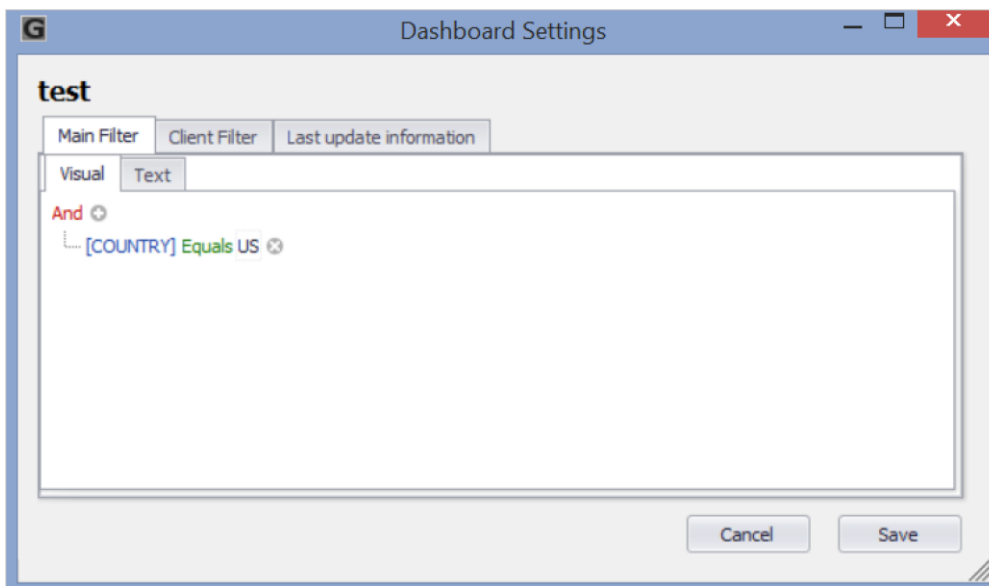 G Dashboard Settings
test
Main Filter Client Filter Last update information
Visual Text
And
[COUNTRY] Equals US
Cancel Save